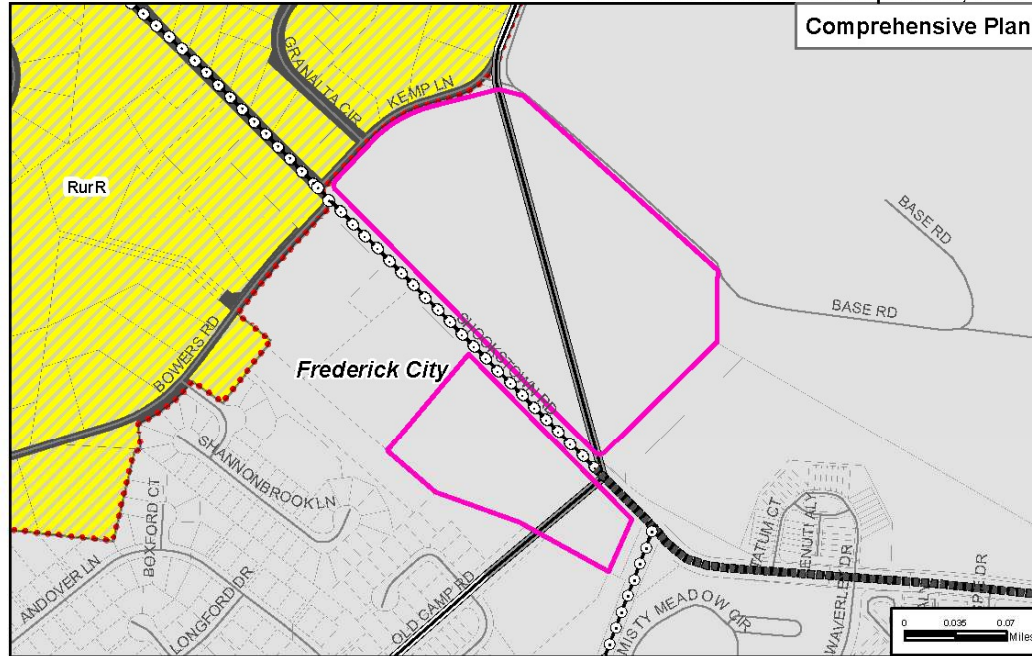 Comprehensive Plan
GRANALTA CIR
KEMP LN
RurR
BASE RD
BASE RD
SHOOKSTOWN RD
Frederick City
BOWERS RD
SHANNONBROOK LN
BOXFORD CT
ANDOVER LN
LONGFORD DR
OLD CAMP RD
MISTY MEADOW CIR
TATUM CT
WAVERLEY DR
0 0.035 0.07
Miles